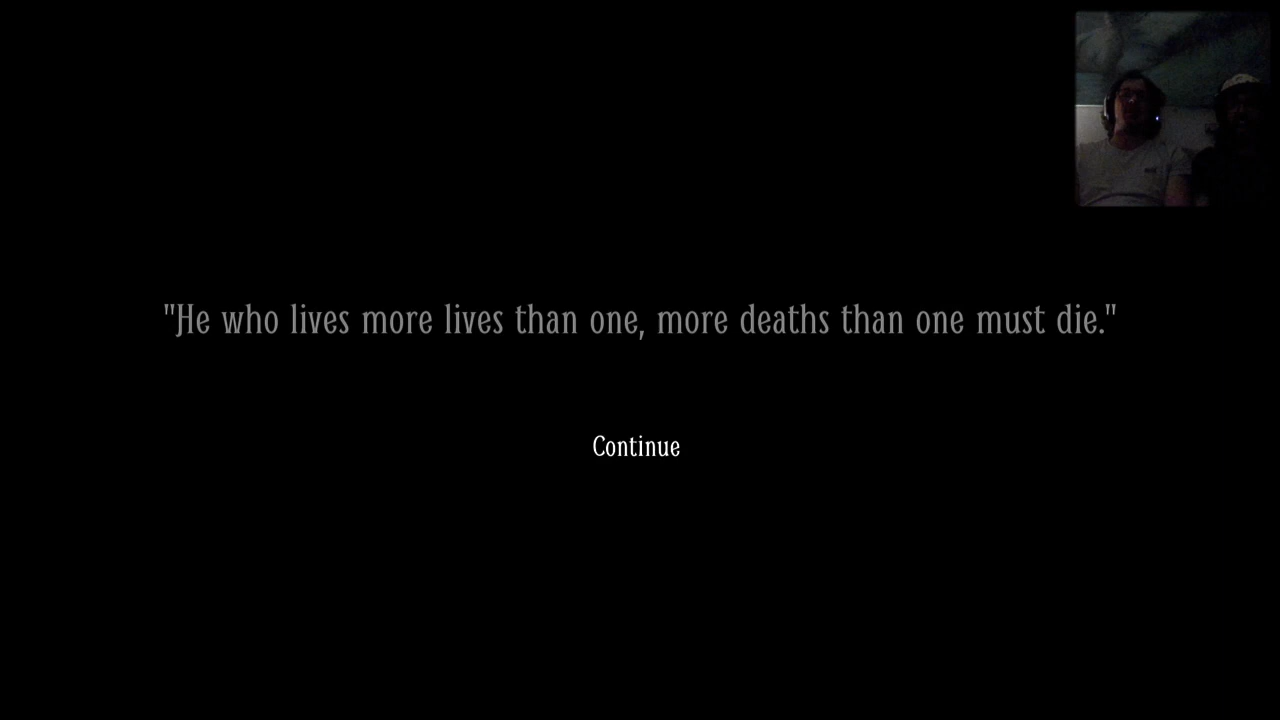 "He who lives more lives than one, more deaths than one must die."
Continue